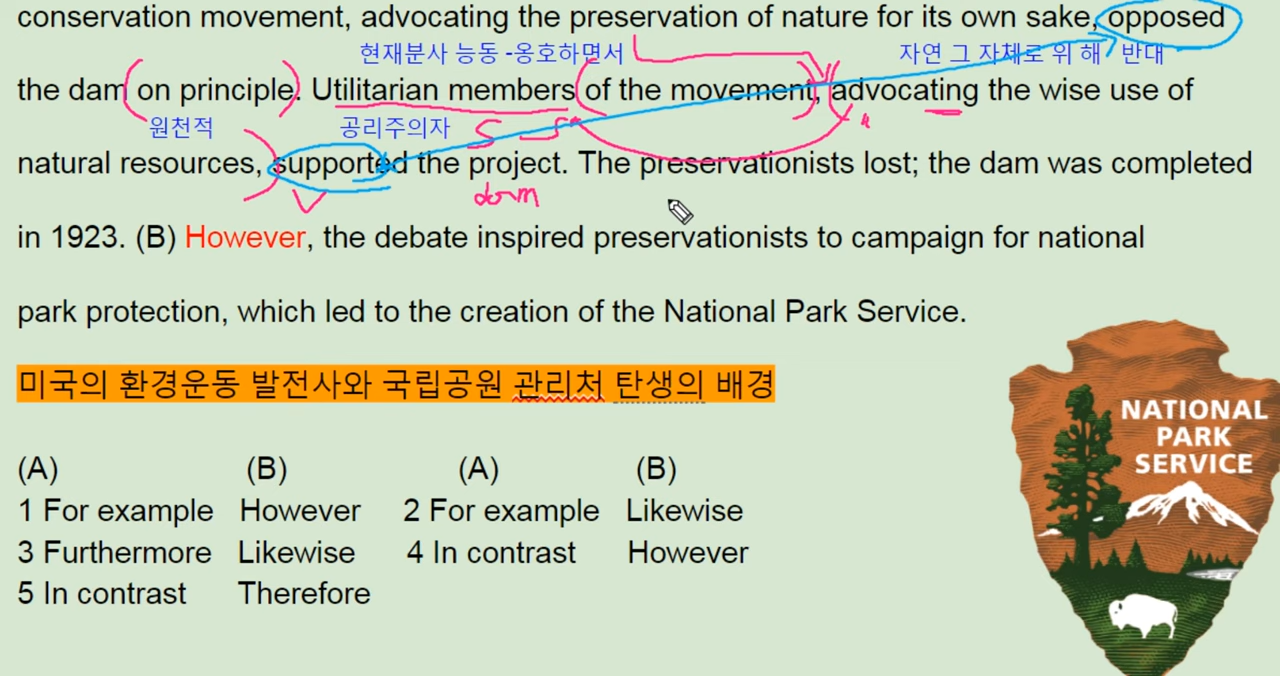 conservation movement, advocating the preservation of nature for its own sake, opposed
현재분사 능동 -옹호하면서 자연 그 자체로 위 해 반대
the dam on principle. Utilitarian members of the movement, advocating the wise use of
원천적 공리주의자
natural resources, supported the project. The preservationists lost; the dam was completed
dam
in 1923. (B) However, the debate inspired preservationists to campaign for national
park protection, which led to the creation of the National Park Service.
미국의 환경운동 발전사와 국립공원 관리처 탄생의 배경
(A) (B) (A) (B)
1 For example However 2 For example Likewise
3 Furthermore Likewise 4 In contrast However
5 In contrast Therefore
NATIONAL
PARK
SERVICE